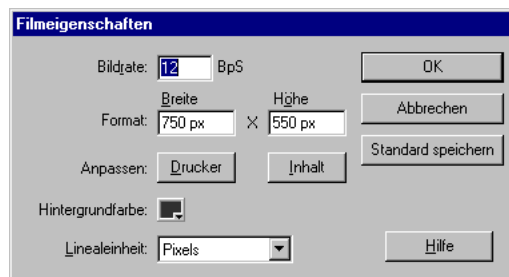 Filmeigenschaften
Bildrate: 12 BpS
OK
Breite Höhe
Format: 750 px X 550 px
Abbrechen
Standard speichern
Anpassen: Drucker Inhalt
Hintergrundfarbe:
Linealeinheit: Pixels
Hilfe